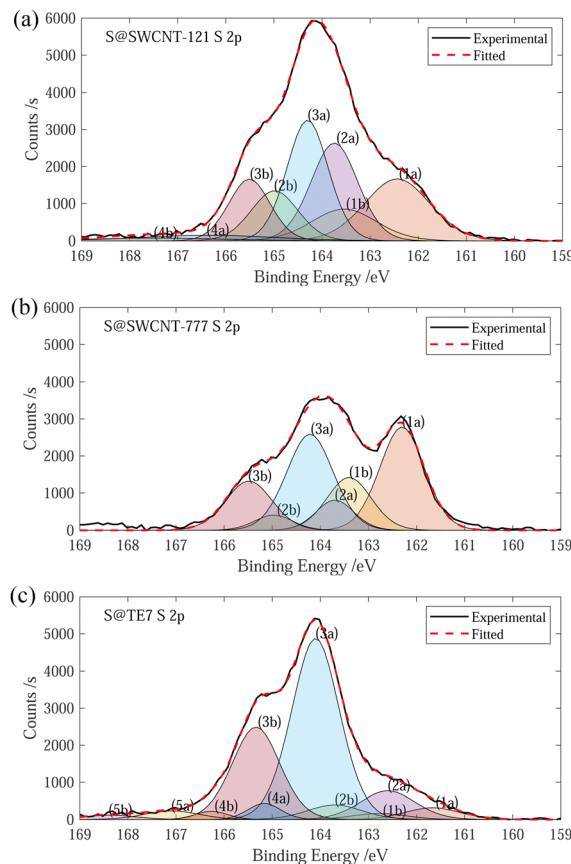 (a)
S@SWCNT-121 S 2p
Experimental
Fitted
6000
5000
4000
3000
2000
1000
0
Counts /s
(3a)
(2a)
(3b)
(2b)
(1a)
(1b)
(4b)
(4a)
169 168 167 166 165 164 163 162 161 160 159
Binding Energy /eV
(b)
S@SWCNT-777 S 2p
Experimental
Fitted
6000
5000
4000
3000
2000
1000
0
Counts /s
(1a)
(3a)
(3b)
(1b)
(2b)
(2a)
169 168 167 166 165 164 163 162 161 160 159
Binding Energy /eV
(c)
S@TE7 S 2p
Experimental
Fitted
6000
5000
4000
3000
2000
1000
0
Counts /s
(3a)
(3b)
(2a)
(5b)
(5a)
(4b)
(4a)
(2b)
(1b)
(1a)
169 168 167 166 165 164 163 162 161 160 159
Binding Energy /eV